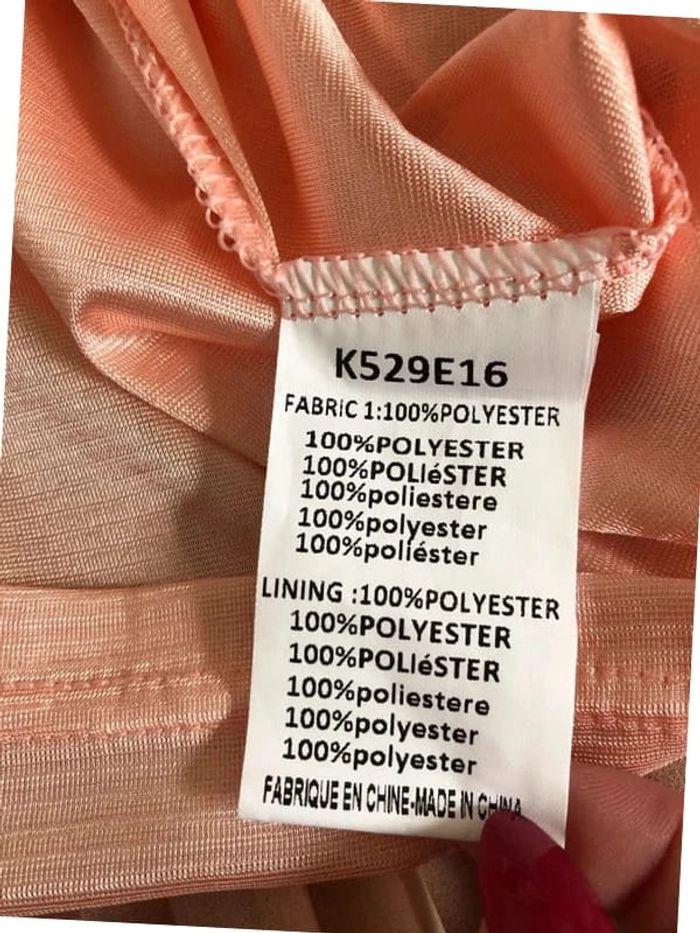 K529E16
FABRIC 1:100%POLYESTER
100%POLYESTER
100%POLIéSTER
100%poliestere
100%polyester
100%poliéster
LINING :100%POLYESTER
100%POLYESTER
100%POLIéSTER
100%poliestere
100%polyester
100%polyester
FABRIQUE EN CHINE-MADE IN CHINA